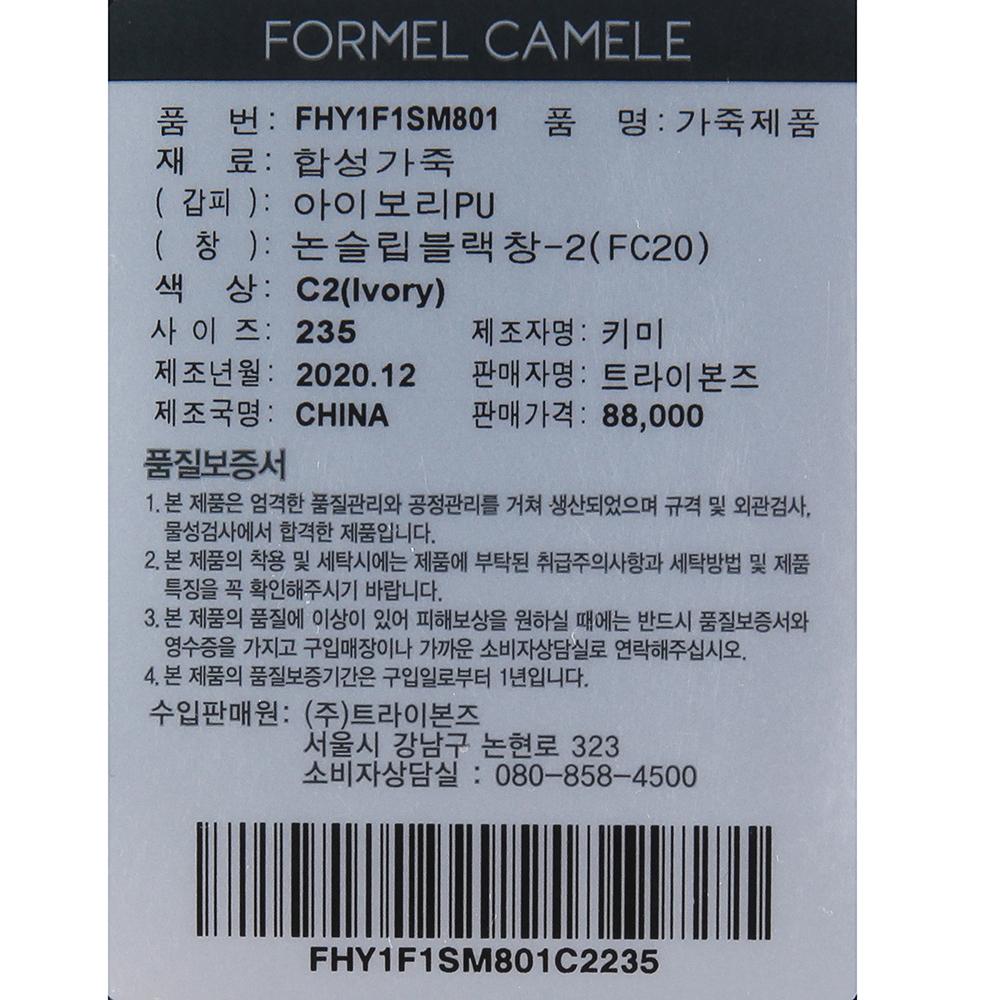 FORMEL CAMELE
품 번: FHY1F1SM801 품 명: 가죽제품
재 료: 합성가죽
( 갑피 ): 아이보리PU
( 창 ): 논슬립블랙창-2(FC20)
색 상: C2(Ivory)
사 이 즈: 235 제조자명: 키미
제조년월: 2020.12 판매자명: 트라이본즈
제조국명: CHINA 판매가격: 88,000
품질보증서
1. 본 제품은 엄격한 품질관리와 공정관리를 거쳐 생산되었으며 규격 및 외관검사,
물성검사에서 합격한 제품입니다.
2. 본 제품의 착용 및 세탁시에는 제품에 부탁된 취급주의사항과 세탁방법 및 제품
특징을 꼭 확인해주시기 바랍니다.
3. 본 제품의 품질에 이상이 있어 피해보상을 원하실 때에는 반드시 품질보증서와
영수증을 가지고 구입매장이나 가까운 소비자상담실로 연락해주십시오.
4. 본 제품의 품질보증기간은 구입일로부터 1년입니다.
수입판매원: (주)트라이본즈
서울시 강남구 논현로 323
소비자상담실 : 080-858-4500
FHY1F1SM801C2235